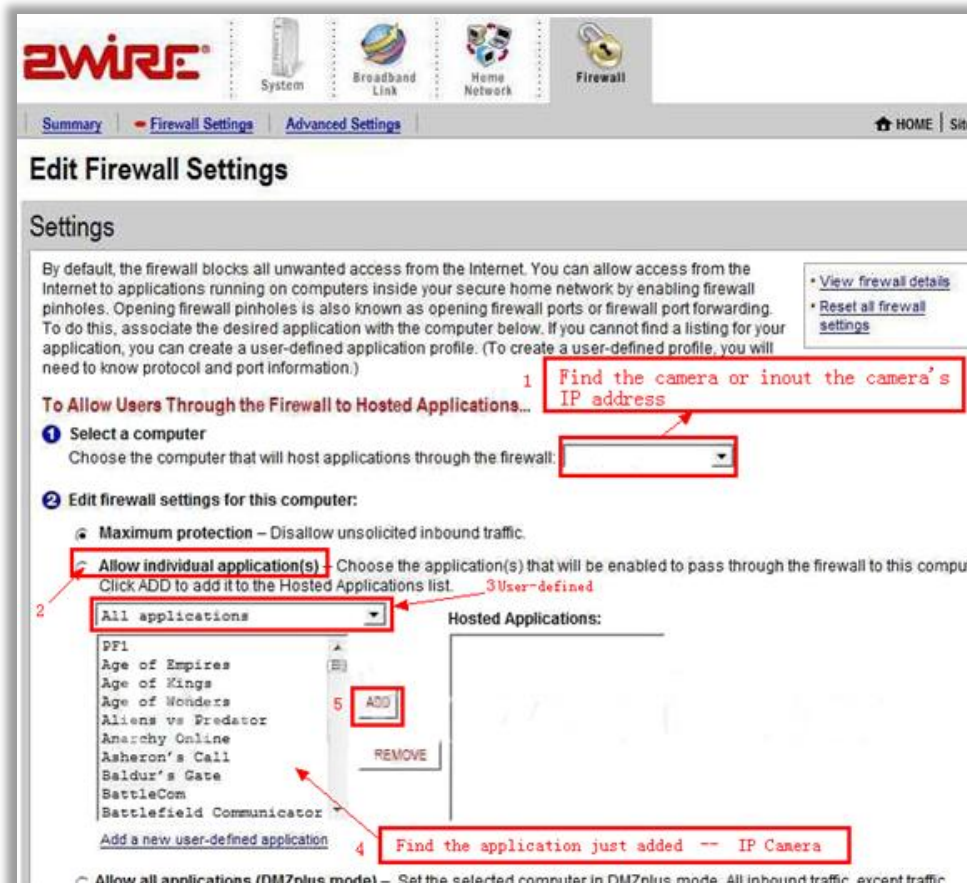 2WIRE
System
Broadband Link
Home Network
Firewall
Summary
Firewall Settings
Advanced Settings
HOME
Edit Firewall Settings
Settings
By default, the firewall blocks all unwanted access from the Internet. You can allow access from the
Internet to applications running on computers inside your secure home network by enabling firewall
pinholes. Opening firewall pinholes is also known as opening firewall ports or firewall port forwarding.
To do this, associate the desired application with the computer below. If you cannot find a listing for your
application, you can create a user-defined application profile. (To create a user-defined profile, you will
need to know protocol and port information.)
View firewall details
Reset all firewall
settings
1 Find the camera or inout the camera's
IP address
To Allow Users Through the Firewall to Hosted Applications...
1 Select a computer
Choose the computer that will host applications through the firewall:
2 Edit firewall settings for this computer:
Maximum protection – Disallow unsolicited inbound traffic.
Allow individual application(s) – Choose the application(s) that will be enabled to pass through the firewall to this compu
Click ADD to add it to the Hosted Applications list.
2
3 User-defined
All applications
Hosted Applications:
PF1
Age of Empires
Age of Kings
Age of Wonders
Aliens vs Predator
Anarchy Online
Asheron's Call
Baldur's Gate
BattleCom
Battlefield Communicator
5 ADD
REMOVE
Add a new user-defined application
4 Find the application just added -- IP Camera
Allow all applications (DMZplus mode) – Set the selected computer in DMZplus mode. All inbound traffic, except traffic